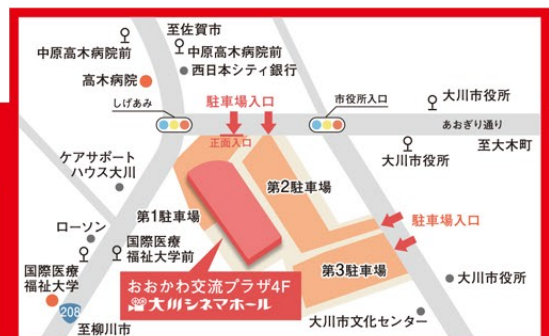 至佐賀市
中原高木病院前
中原高木病院前
西日本シティ銀行
高木病院
しげあみ
駐車場入口
市役所入口
大川市役所
あおぎり通り
正面入口
大川市役所
至大木町
ケアサポート
ハウス大川
第2駐車場
第1駐車場
駐車場入口
ローソン
国際医療
福祉大学前
国際医療
福祉大学
第3駐車場
大川市役所
おおかわ交流プラザ4F
大川シネマホール
208
至柳川市
大川市文化センター